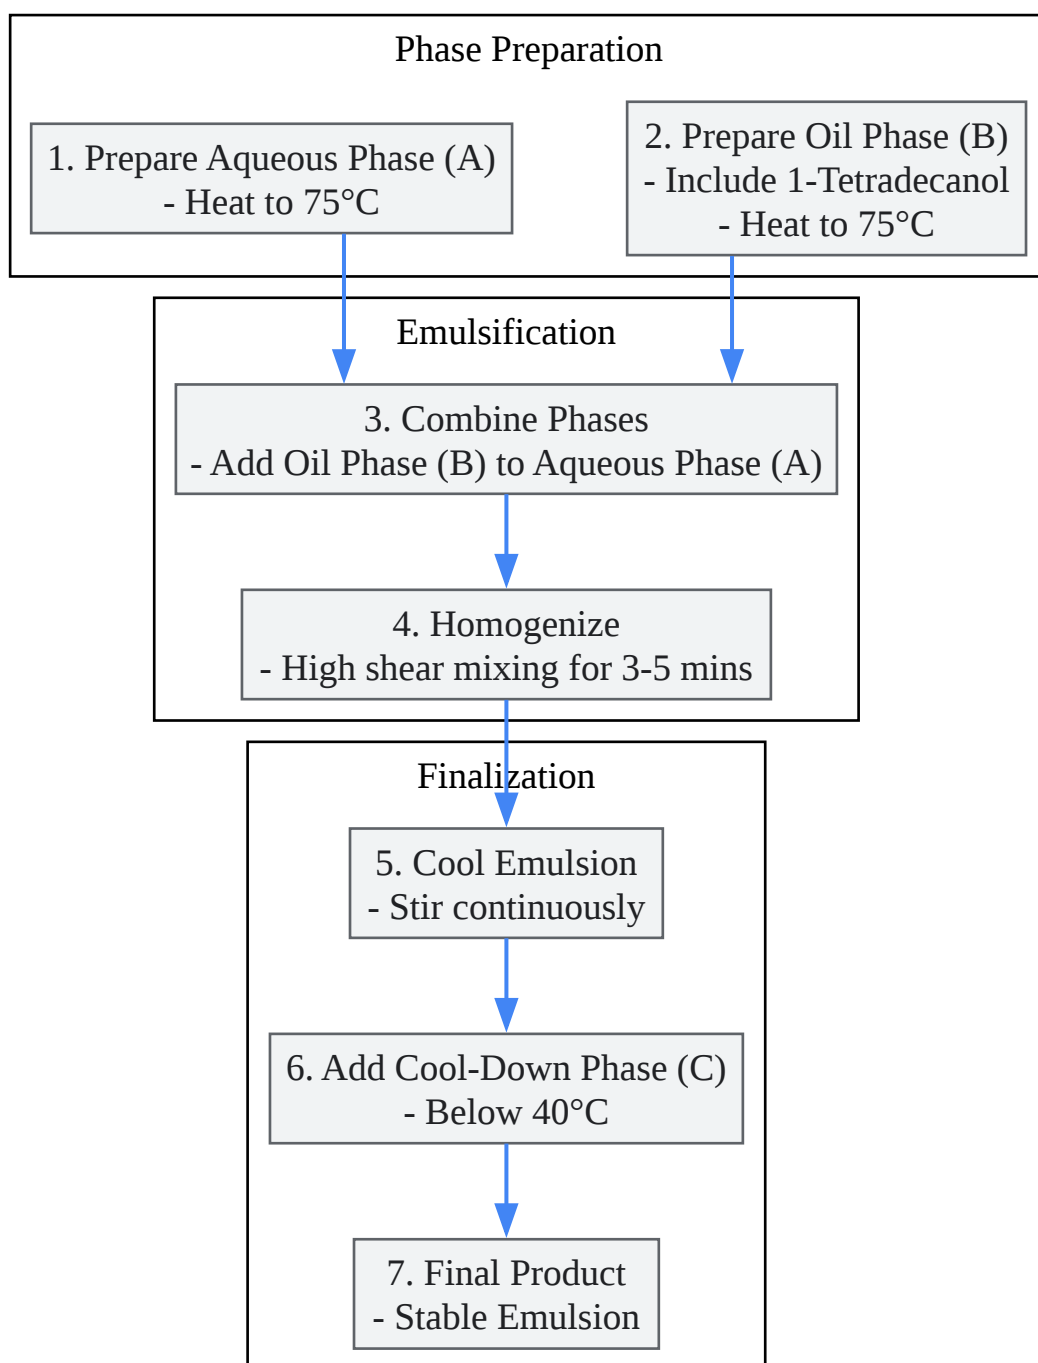 Phase Preparation
1. Prepare Aqueous Phase (A)
- Heat to 75°C
2. Prepare Oil Phase (B)
- Include 1-Tetradecanol
- Heat to 75°C
Emulsification
3. Combine Phases
- Add Oil Phase (B) to Aqueous Phase (A)
4. Homogenize
- High shear mixing for 3-5 mins
Finalization
5. Cool Emulsion
- Stir continuously
6. Add Cool-Down Phase (C)
- Below 40°C
7. Final Product
- Stable Emulsion